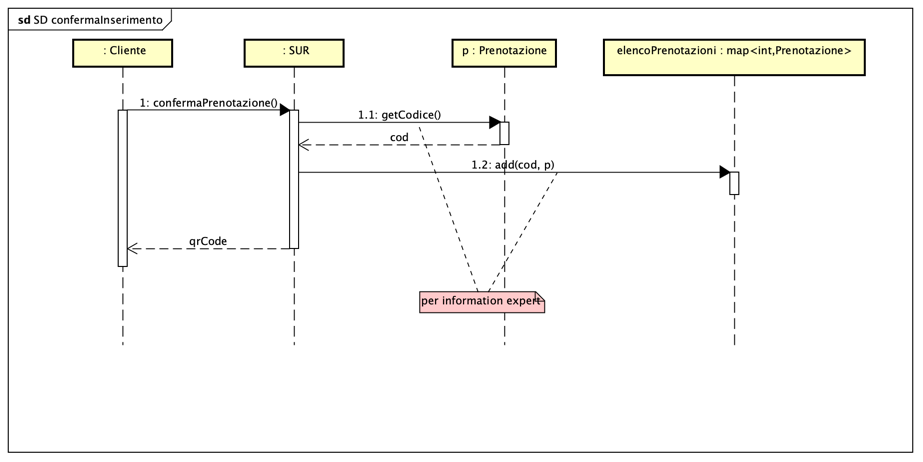 sd SD confermaInserimento
: Cliente
: SUR
p : Prenotazione
elencoPrenotazioni : map<int,Prenotazione>
1: confermaPrenotazione()
1.1: getCodice()
cod
1.2: add(cod, p)
qrCode
per information expert